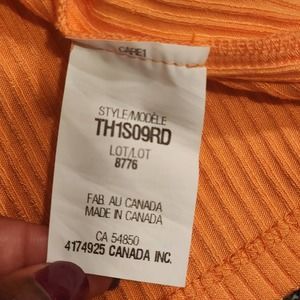 CARE1
STYLE/MODÈLE
TH1S09RD
LOT/LOT
8776
FAB. AU CANADA
MADE IN CANADA
CA 54850
4174925 CANADA INC.